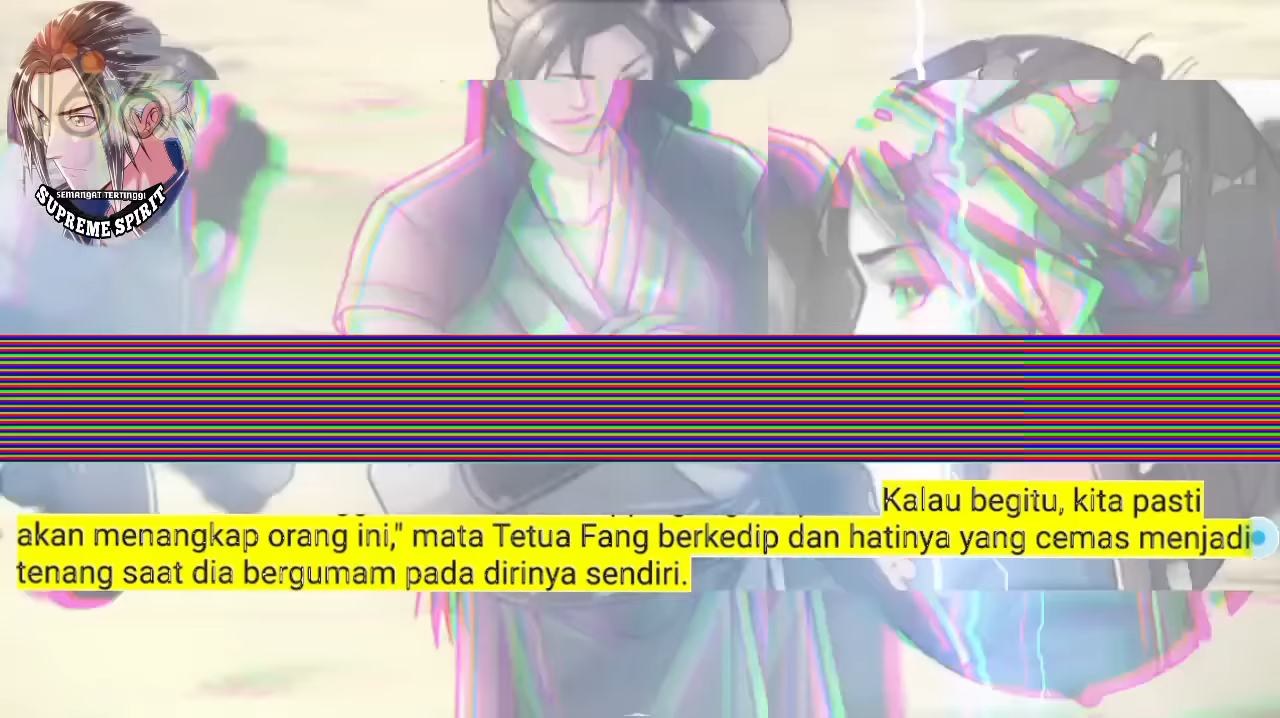 166
SEMANGAT TERTINGGI
SUPREME SPIRIT
Kalau begitu, kita pasti
akan menangkap orang ini," mata Tetua Fang berkedip dan hatinya yang cemas menjadi
tenang saat dia bergumam pada dirinya sendiri.